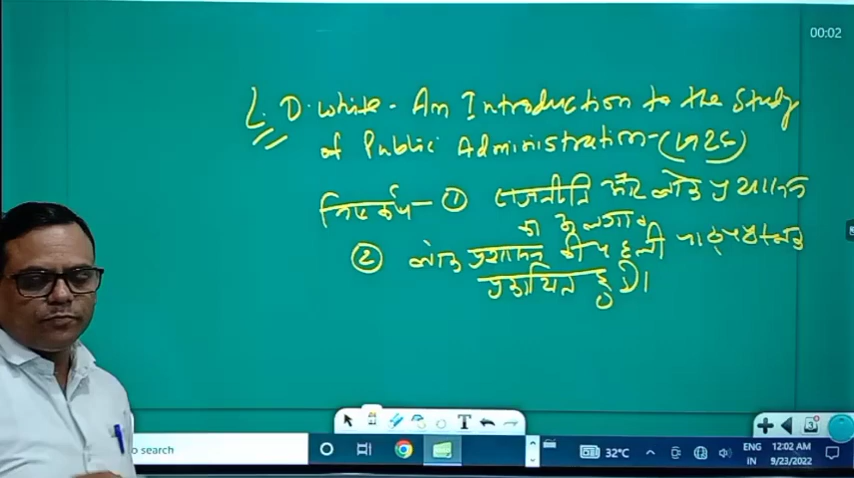 00:02
L. D. White - An Introduction to the Study
of Public Administration - (1926)
निष्कर्ष - ① राजनीति और लोक प्रशासन
का अलगाव
② लोक प्रशासन की पहली पाठ्यपुस्तक
प्रकाशित हुई।
o search
32°C
ENG
IN
12:02 AM
9/23/2022